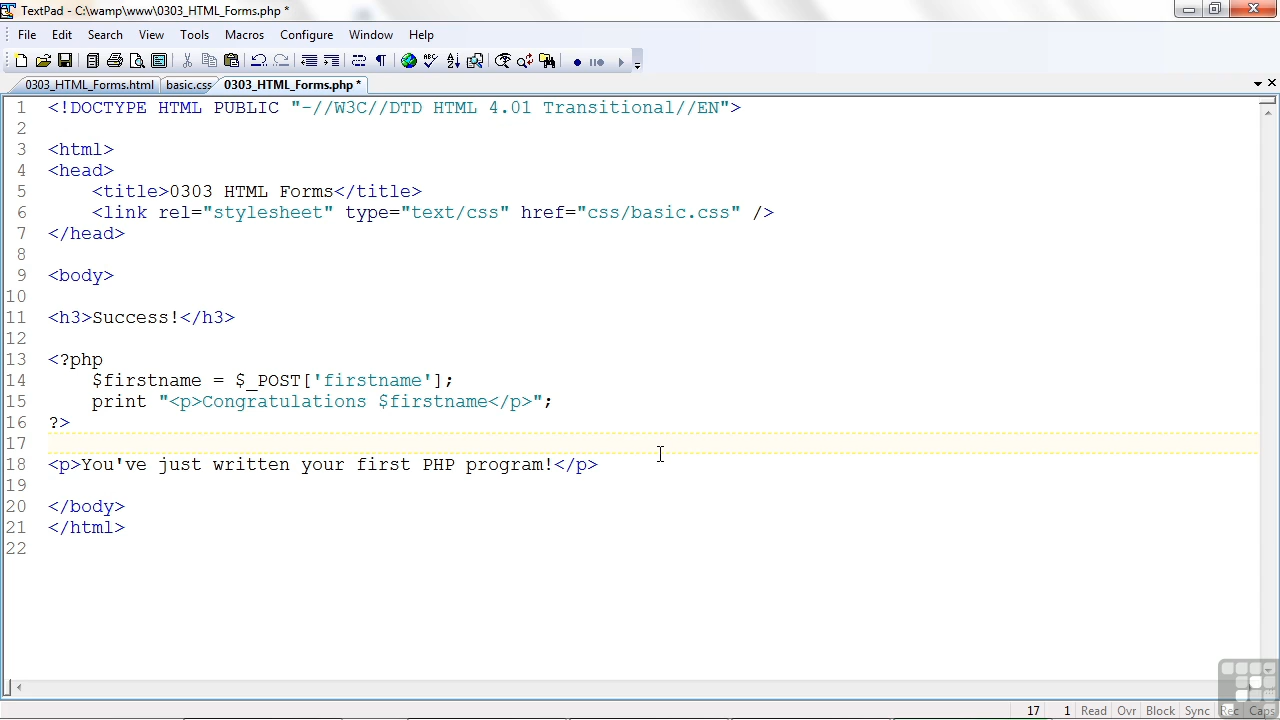 TextPad - C:\wamp\www\0303_HTML_Forms.php *
File Edit Search View Tools Macros Configure Window Help
0303_HTML_Forms.html basic.css 0303_HTML_Forms.php *
1 <!DOCTYPE HTML PUBLIC "-//W3C//DTD HTML 4.01 Transitional//EN">
2
3 <html>
4 <head>
5 <title>0303 HTML Forms</title>
6 <link rel="stylesheet" type="text/css" href="css/basic.css" />
7 </head>
8
9 <body>
10
11 <h3>Success!</h3>
12
13 <?php
14 $firstname = $_POST['firstname'];
15 print "<p>Congratulations $firstname</p>";
16 ?>
17
18 <p>You've just written your first PHP program!</p>
19
20 </body>
21 </html>
22
17 1 Read Ovr Block Sync Rec Caps